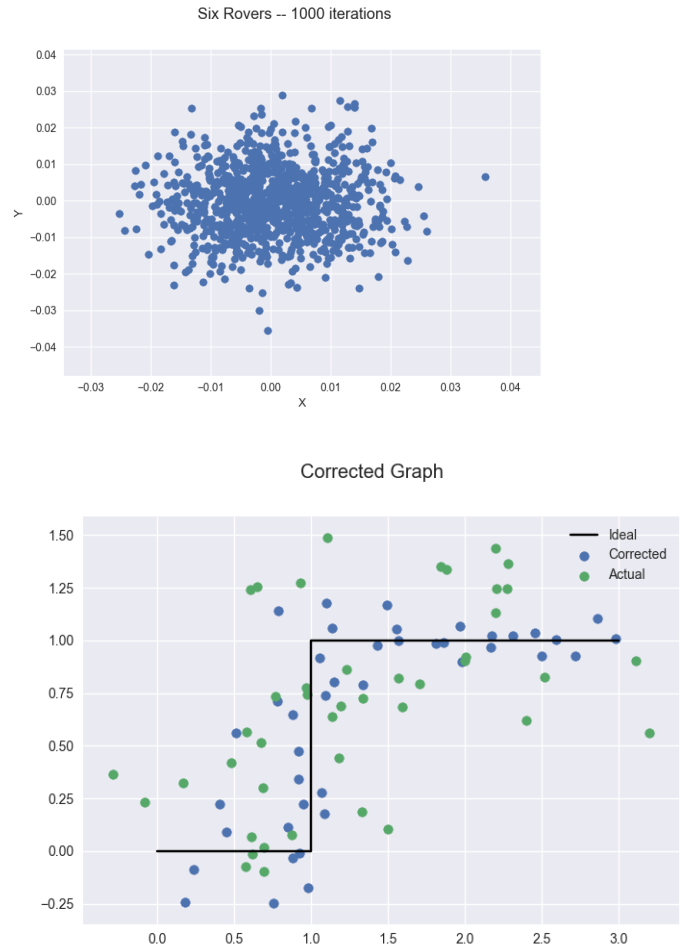 Six Rovers -- 1000 iterations
0.04
0.03
0.02
0.01
0.00
−0.01
−0.02
−0.03
−0.04
Y
−0.03 −0.02 −0.01 0.00 0.01 0.02 0.03 0.04
X
Corrected Graph
1.50
1.25
1.00
0.75
0.50
0.25
0.00
−0.25
Ideal
Corrected
Actual
0.0 0.5 1.0 1.5 2.0 2.5 3.0